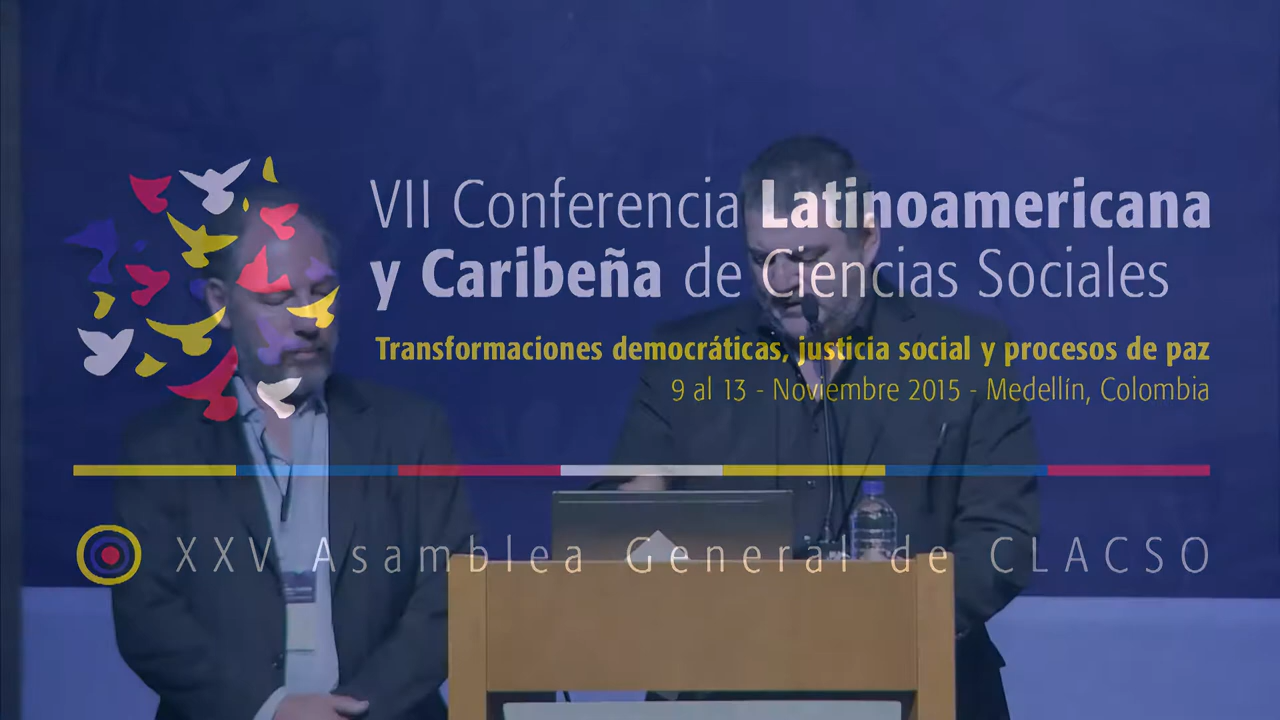 VII Conferencia Latinoamericana
y Caribeña de Ciencias Sociales
Transformaciones democráticas, justicia social y procesos de paz
9 al 13 - Noviembre 2015 - Medellín, Colombia
XXV Asamblea General de CLACSO